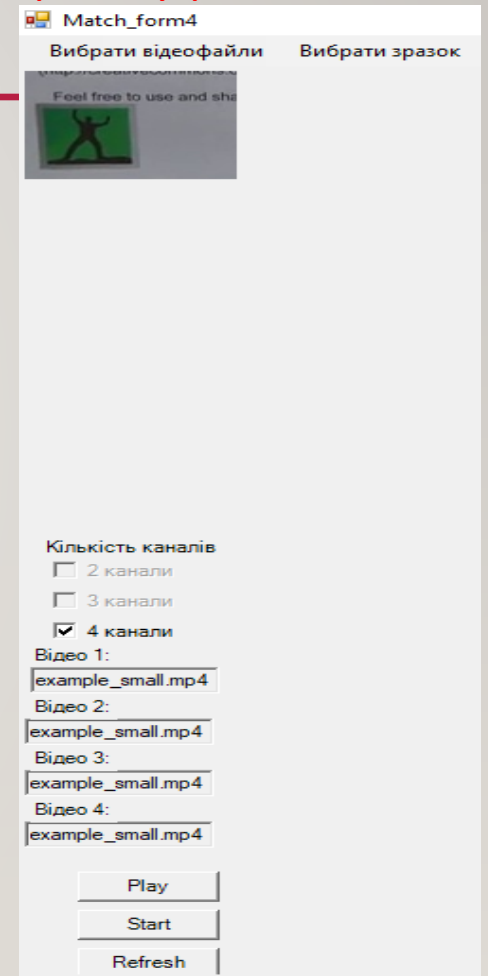 Match_form4
Вибрати відеофайли Вибрати зразок
Feel free to use and sha
Кількість каналів
2 канали
3 канали
4 канали
Відео 1:
example_small.mp4
Відео 2:
example_small.mp4
Відео 3:
example_small.mp4
Відео 4:
example_small.mp4
Play
Start
Refresh